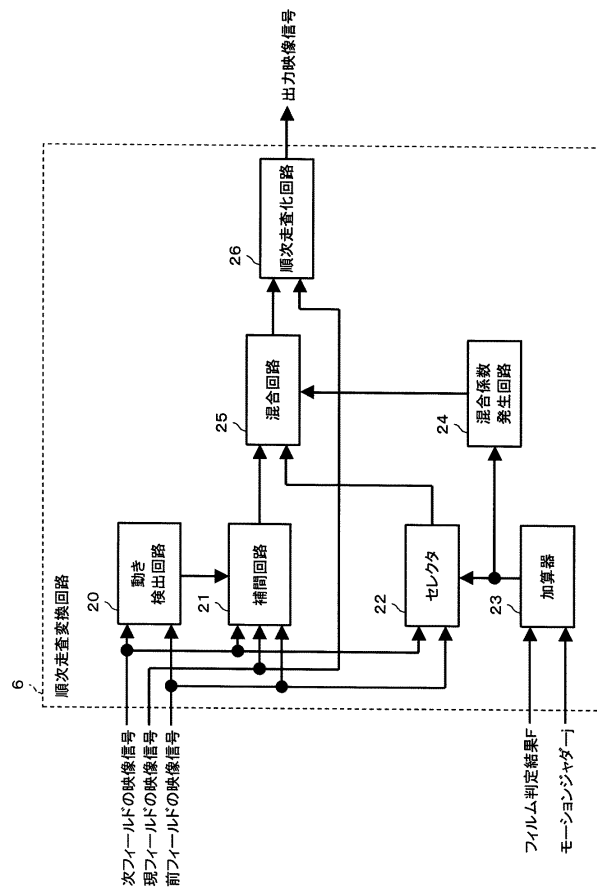 6
順次走査変換回路
次フィールドの映像信号
現フィールドの映像信号
前フィールドの映像信号
20
動き
検出回路
21
補間回路
22
セレクタ
フィルム判定結果F
モーションジャダーj
23
加算器
24
混合係数
発生回路
25
混合回路
26
順次走査化回路
出力映像信号